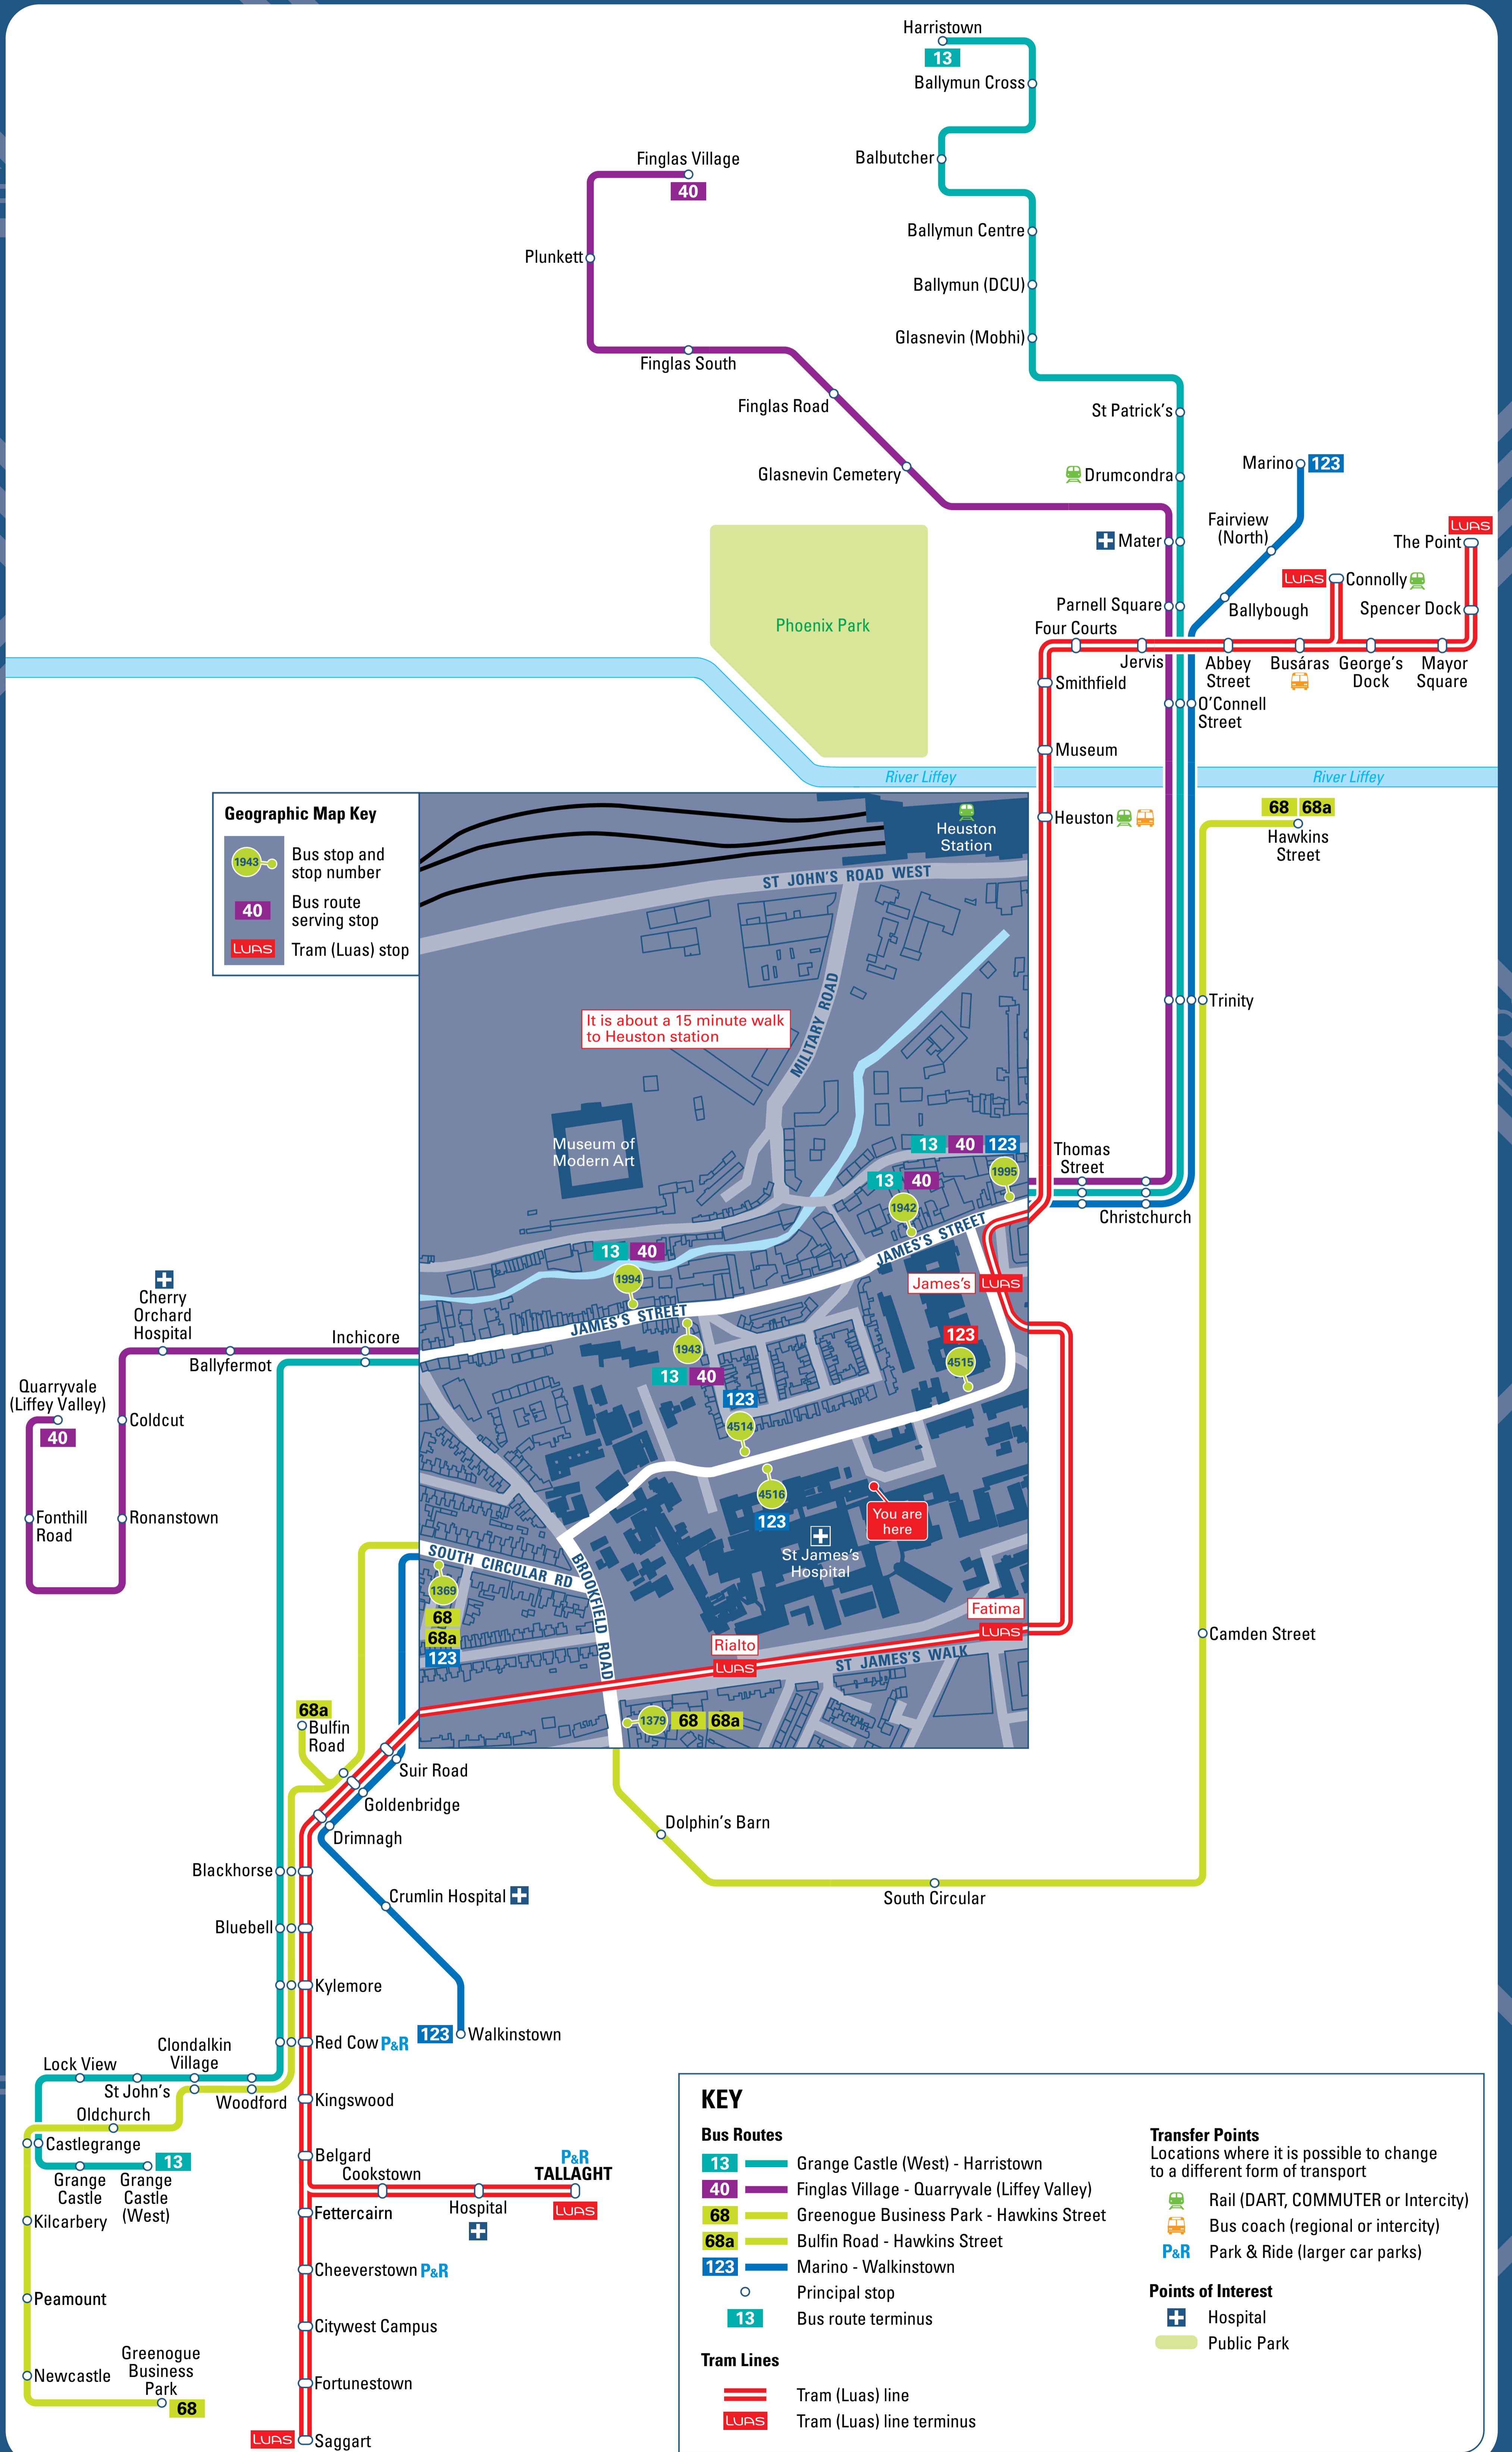 Harristown
13
Ballymun Cross
Balbutcher
Ballymun Centre
Ballymun (DCU)
Glasnevin (Mobhi)
Finglas Village
40
Plunkett
Finglas South
Finglas Road
Glasnevin Cemetery
St Patrick's
Drumcondra
Mater
Parnell Square
Marino
123
Fairview
(North)
Ballybough
LUAS
The Point
LUAS
Connolly
Spencer Dock
Four Courts
Jervis
Abbey
Street
Busáras
George's
Dock
Mayor
Square
Smithfield
O'Connell
Street
Museum
Phoenix Park
River Liffey
River Liffey
Heuston
68 68a
Hawkins
Street
Trinity
Camden Street
Thomas
Street
Christchurch
Geographic Map Key
1943
Bus stop and
stop number
40
Bus route
serving stop
LUAS
Tram (Luas) stop
Heuston
Station
ST JOHN'S ROAD WEST
MILITARY ROAD
It is about a 15 minute walk
to Heuston station
Museum of
Modern Art
13 40 123
1995
13 40
1942
JAMES'S STREET
13 40
1994
JAMES'S STREET
1943
13 40
James's
LUAS
123
4515
123
4514
4516
123
You are
here
St James's
Hospital
SOUTH CIRCULAR RD
BROOKFIELD ROAD
1369
68
68a
123
Fatima
LUAS
Rialto
LUAS
ST JAMES'S WALK
1379
68 68a
Cherry
Orchard
Hospital
Ballyfermot
Inchicore
Quarryvale
(Liffey Valley)
40
Coldcut
Fonthill
Road
Ronanstown
68a
Bulfin
Road
Suir Road
Goldenbridge
Drimnagh
Blackhorse
Bluebell
Kylemore
Red Cow P&R
Crumlin Hospital
123
Walkinstown
Dolphin's Barn
South Circular
Clondalkin
Village
Lock View
St John's
Woodford
Oldchurch
Castlegrange
13
Grange
Castle
Grange
Castle
(West)
Kilcarbery
Peamount
Newcastle
Greenogue
Business
Park
68
Kingswood
Belgard
Cookstown
Hospital
P&R
TALLAGHT
LUAS
Fettercairn
Cheeverstown P&R
Citywest Campus
Fortunestown
LUAS
Saggart
KEY
Bus Routes
13 Grange Castle (West) - Harristown
40 Finglas Village - Quarryvale (Liffey Valley)
68 Greenogue Business Park - Hawkins Street
68a Bulfin Road - Hawkins Street
123 Marino - Walkinstown
Principal stop
13 Bus route terminus
Tram Lines
Tram (Luas) line
LUAS Tram (Luas) line terminus
Transfer Points
Locations where it is possible to change
to a different form of transport
Rail (DART, COMMUTER or Intercity)
Bus coach (regional or intercity)
P&R Park & Ride (larger car parks)
Points of Interest
Hospital
Public Park